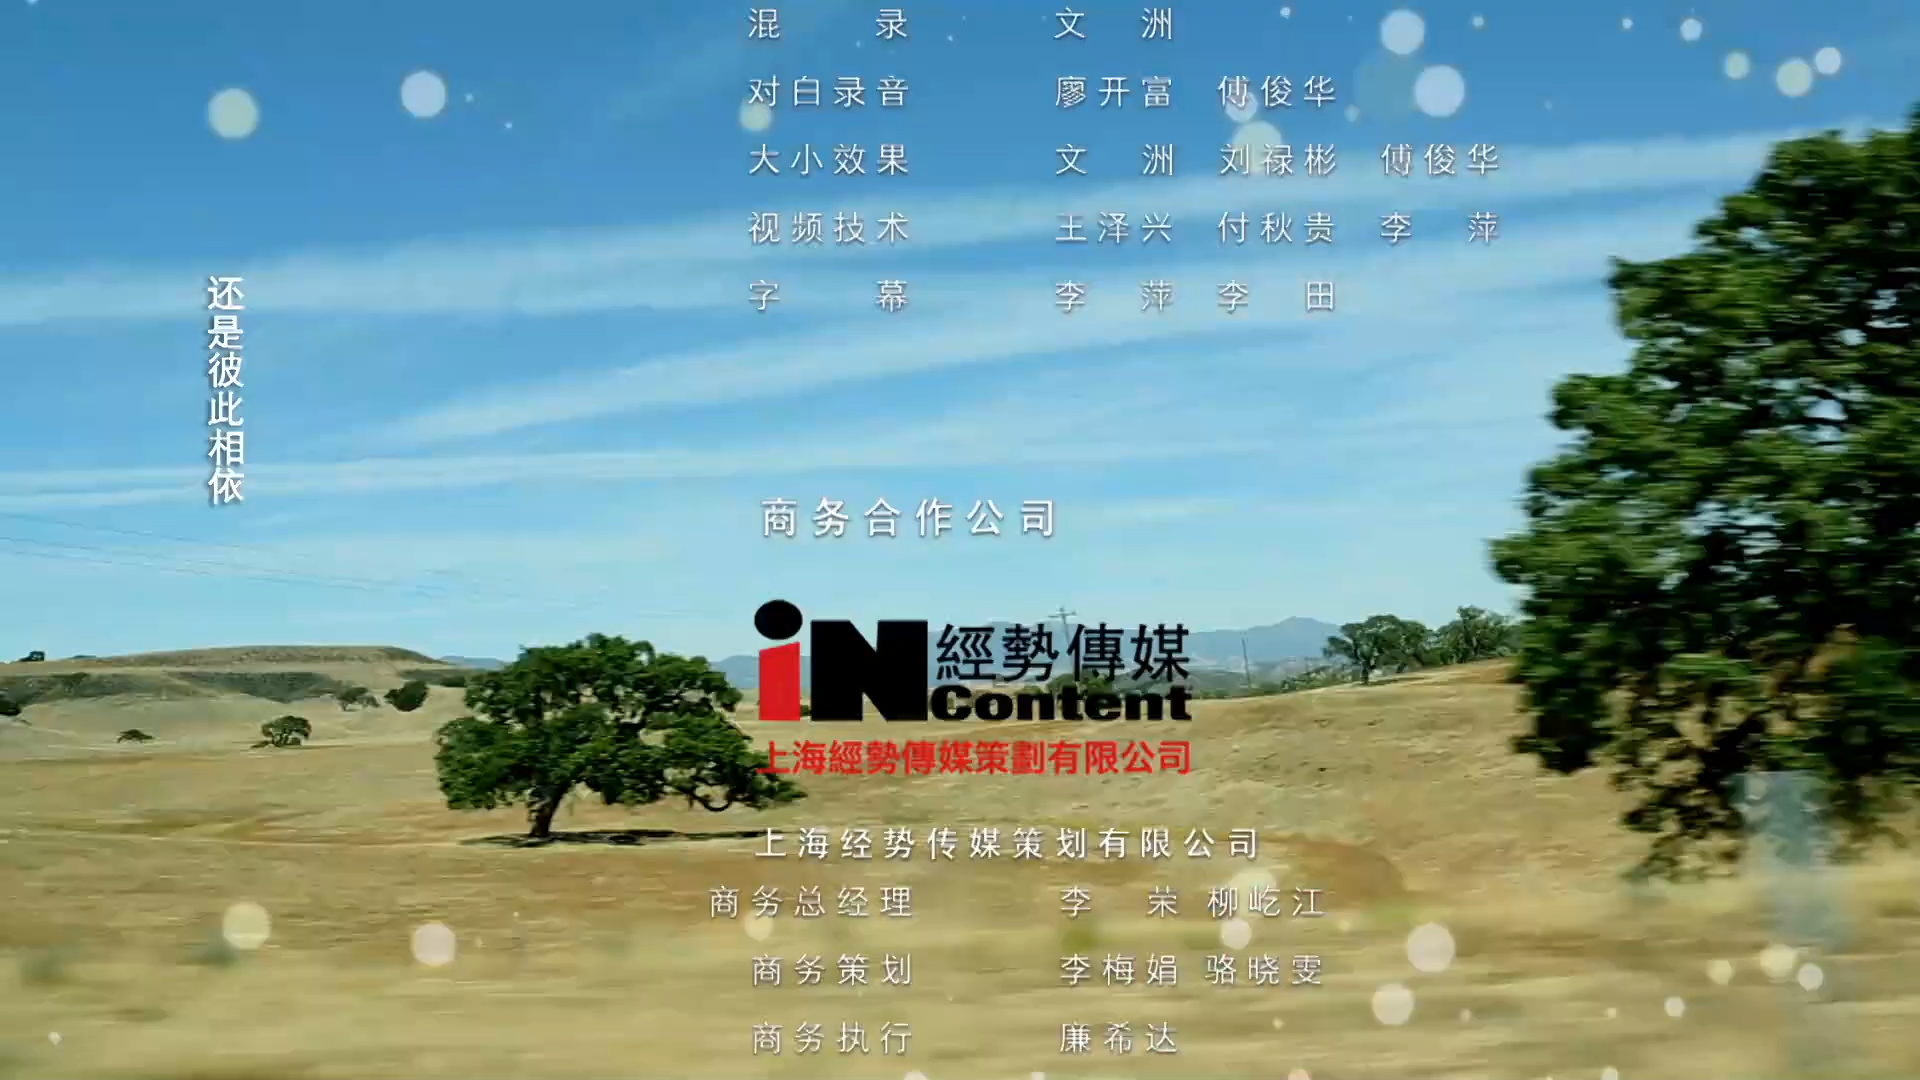 混录 文洲
对白录音 廖开富 傅俊华
大小效果 文洲 刘禄彬 傅俊华
视频技术 王泽兴 付秋贵 李萍
字幕 李萍 李田
还是彼此相依
商务合作公司
iN 經勢傳媒
Content
上海經勢傳媒策劃有限公司
上海经势传媒策划有限公司
商务总经理 李荣 柳屹江
商务策划 李梅娟 骆晓雯
商务执行 廉希达